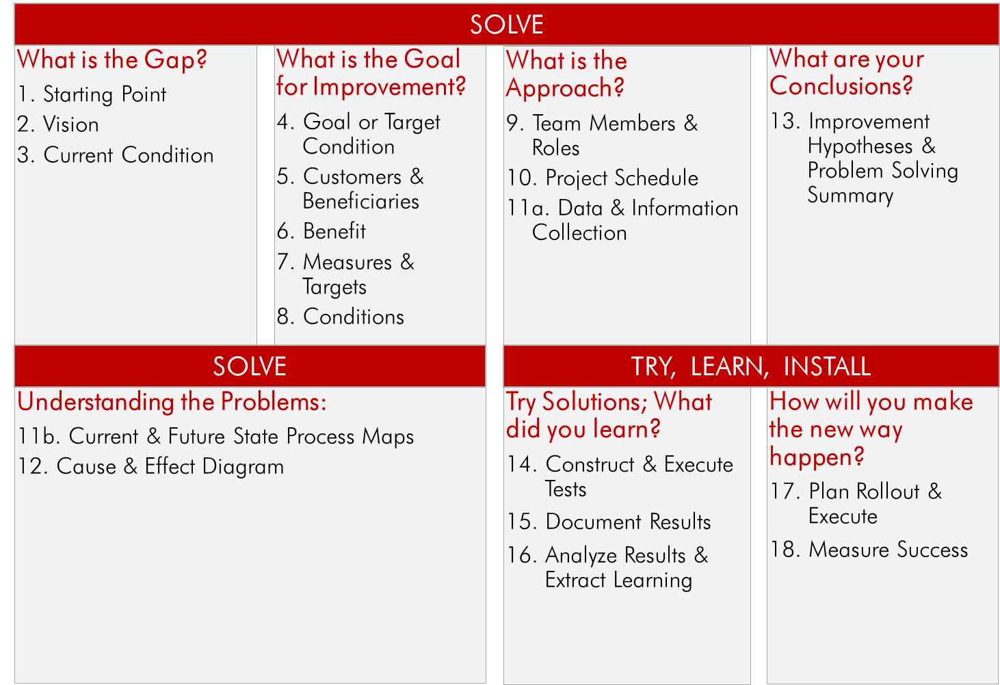 SOLVE
What is the Gap?
1. Starting Point
2. Vision
3. Current Condition
What is the Goal
for Improvement?
4. Goal or Target
Condition
5. Customers &
Beneficiaries
6. Benefit
7. Measures &
Targets
8. Conditions
What is the
Approach?
9. Team Members &
Roles
10. Project Schedule
11a. Data & Information
Collection
What are your
Conclusions?
13. Improvement
Hypotheses &
Problem Solving
Summary
SOLVE
Understanding the Problems:
11b. Current & Future State Process Maps
12. Cause & Effect Diagram
TRY, LEARN, INSTALL
Try Solutions; What
did you learn?
14. Construct & Execute
Tests
15. Document Results
16. Analyze Results &
Extract Learning
How will you make
the new way
happen?
17. Plan Rollout &
Execute
18. Measure Success